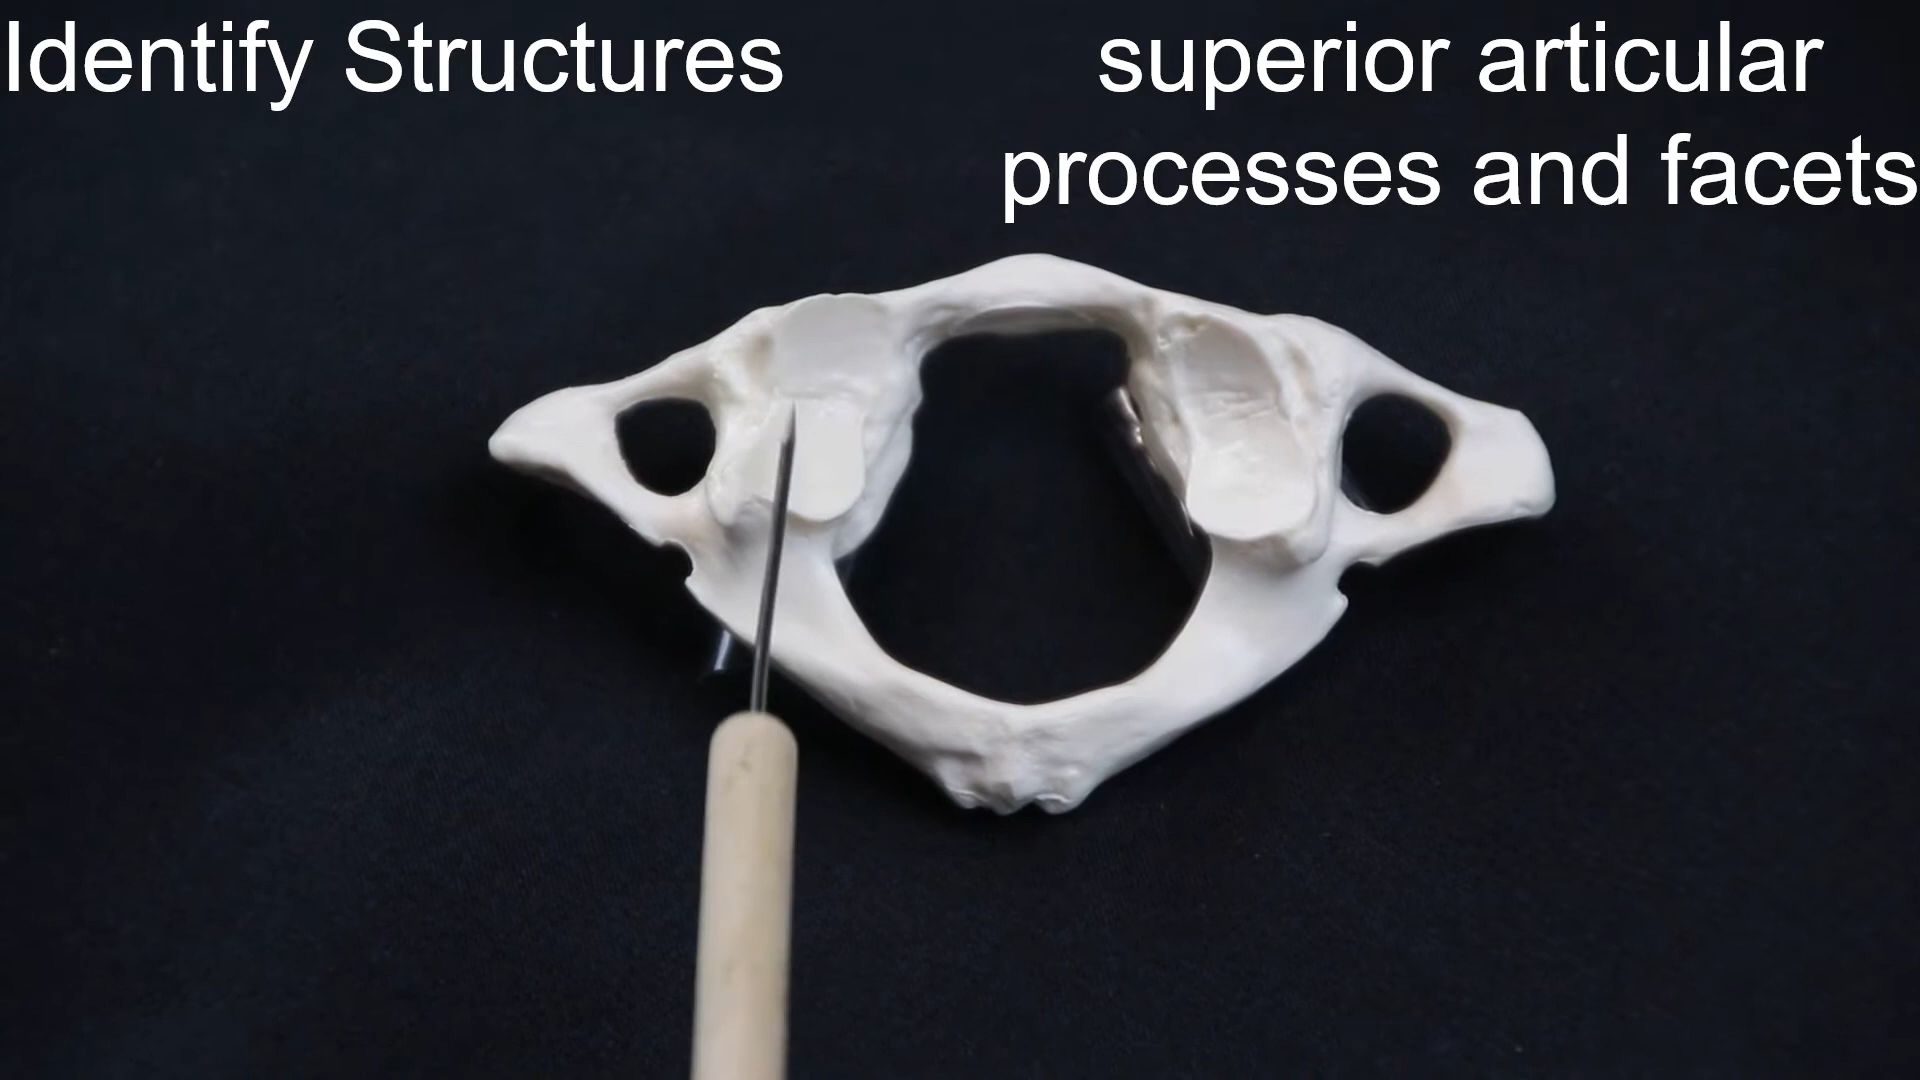 Identify Structures
superior articular
processes and facets